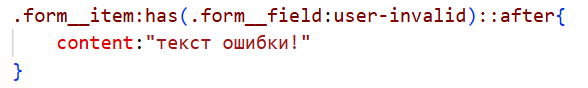 .form__item:has(.form__field:user-invalid)::after{
content:"текст ошибки!"
}